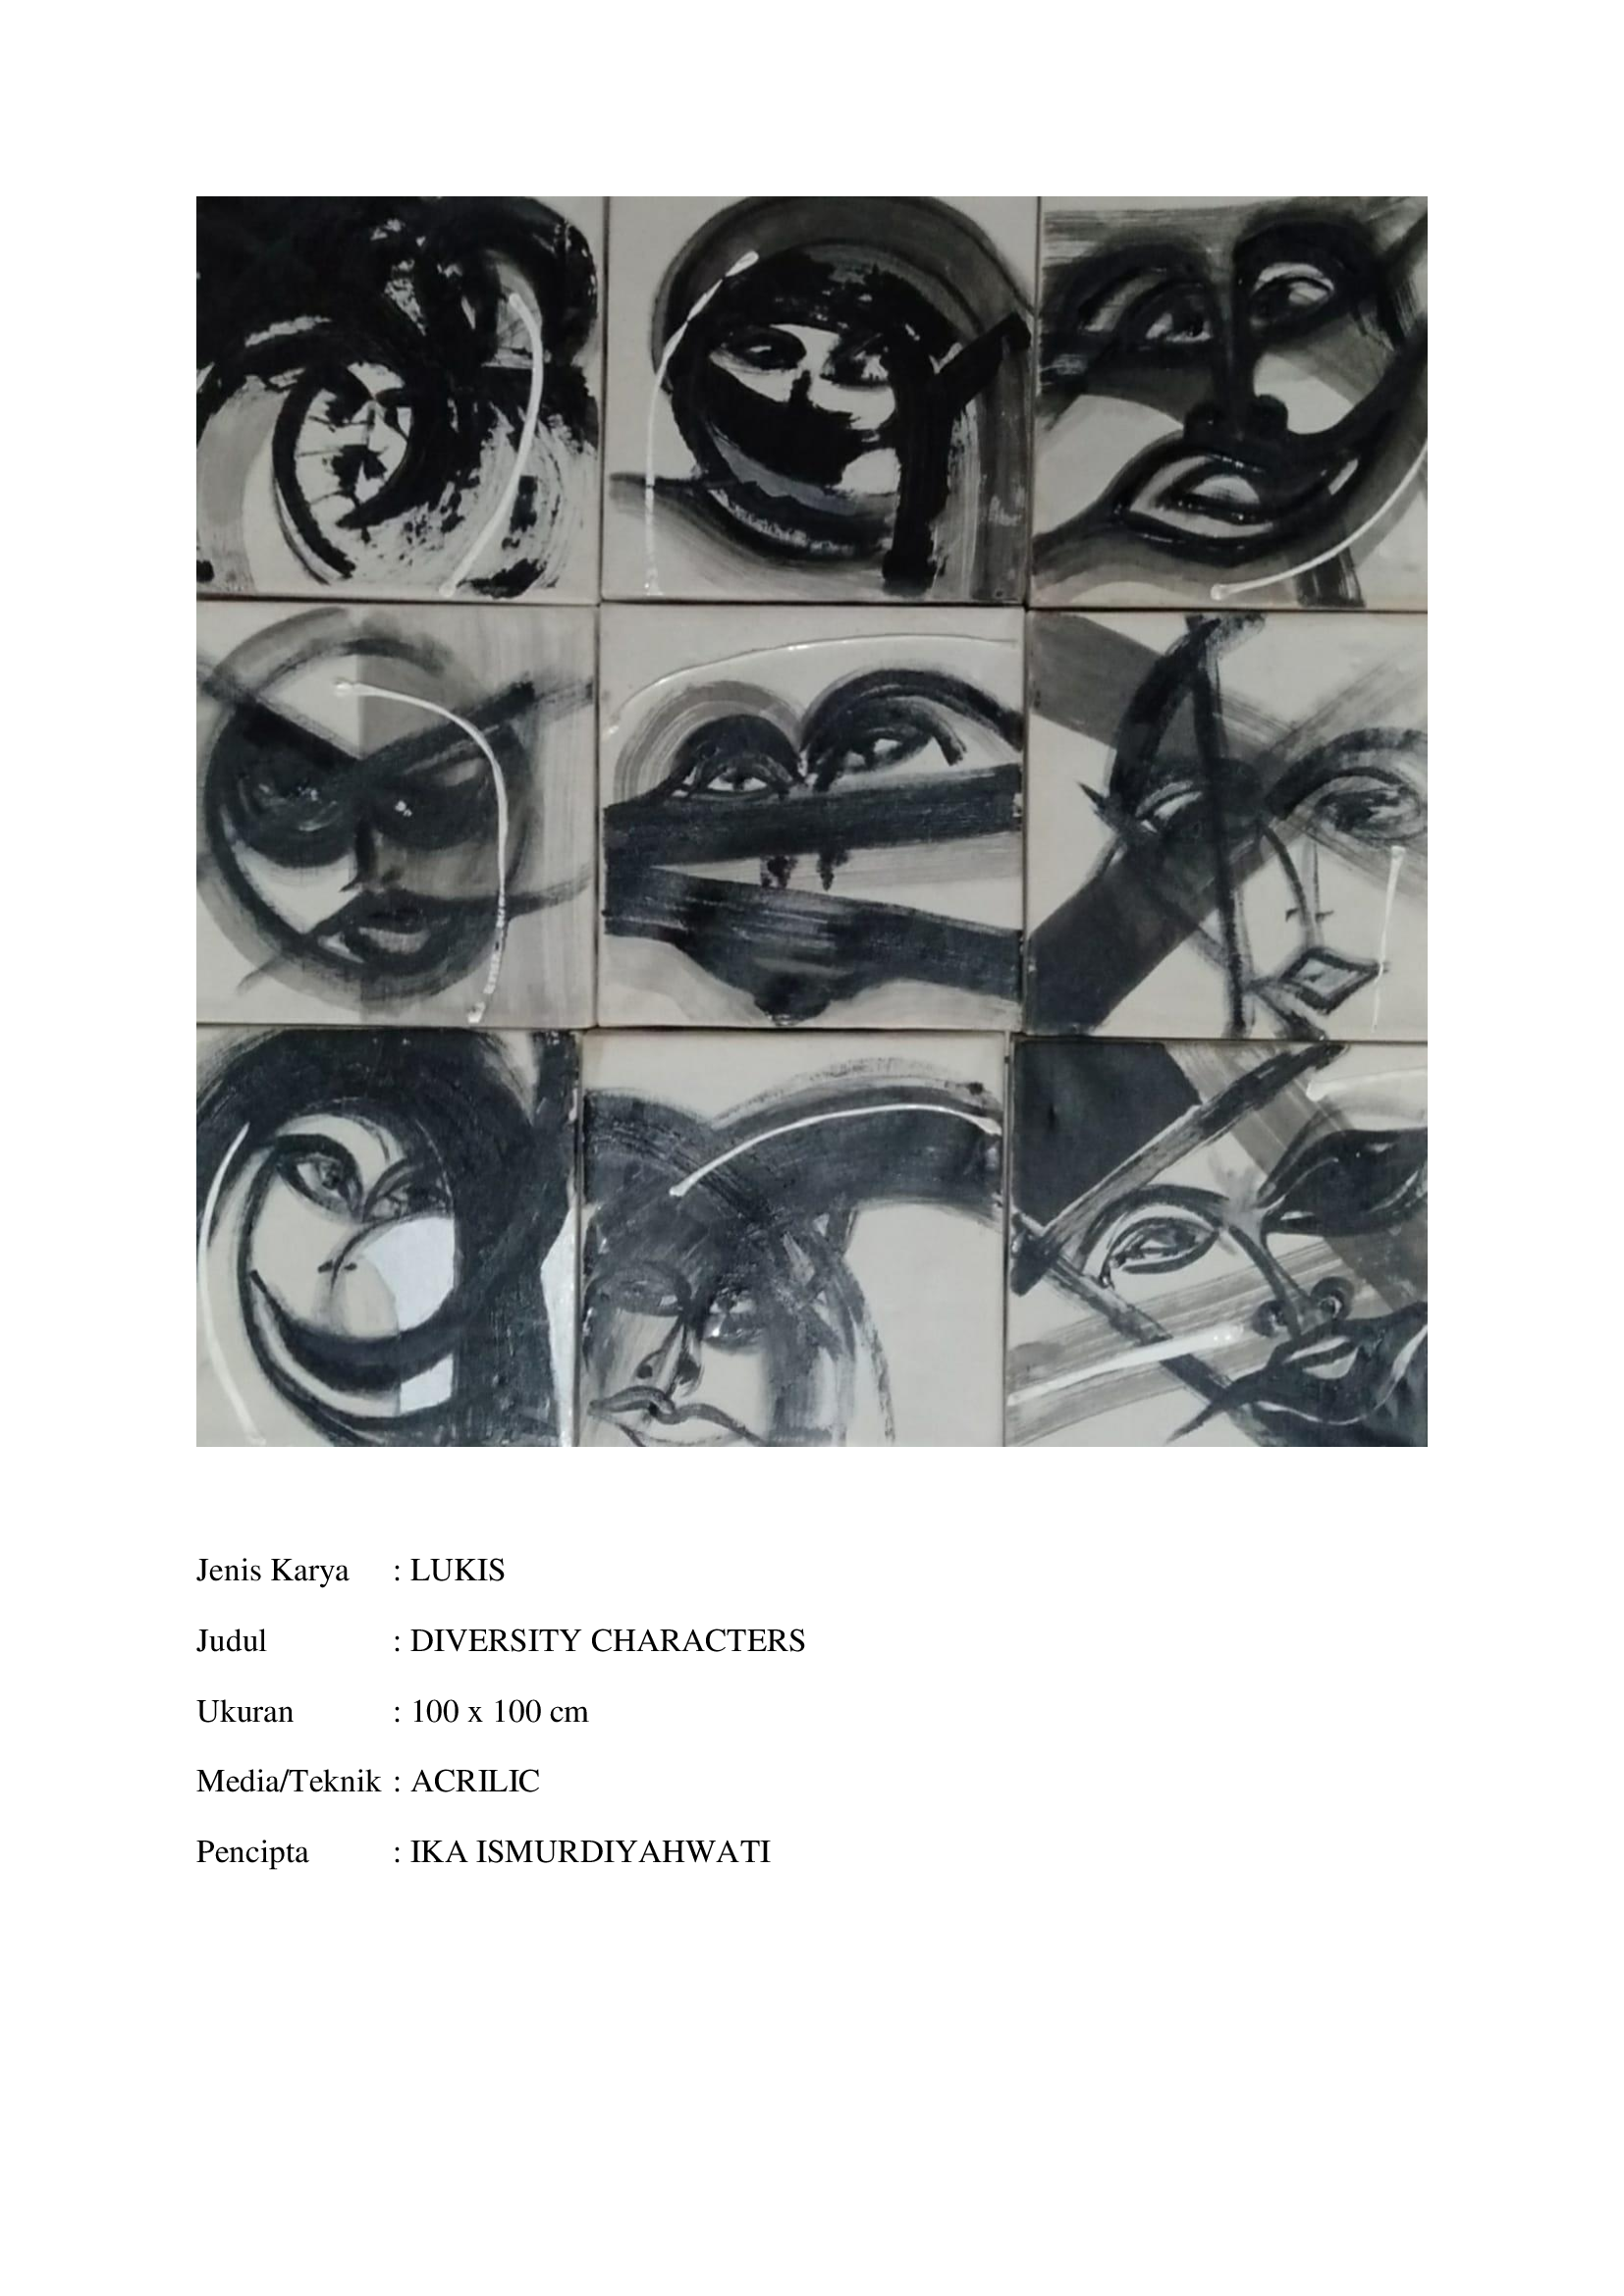 Jenis Karya : LUKIS
Judul : DIVERSITY CHARACTERS
Ukuran : 100 x 100 cm
Media/Teknik : ACRILIC
Pencipta : IKA ISMURDIYAHWATI